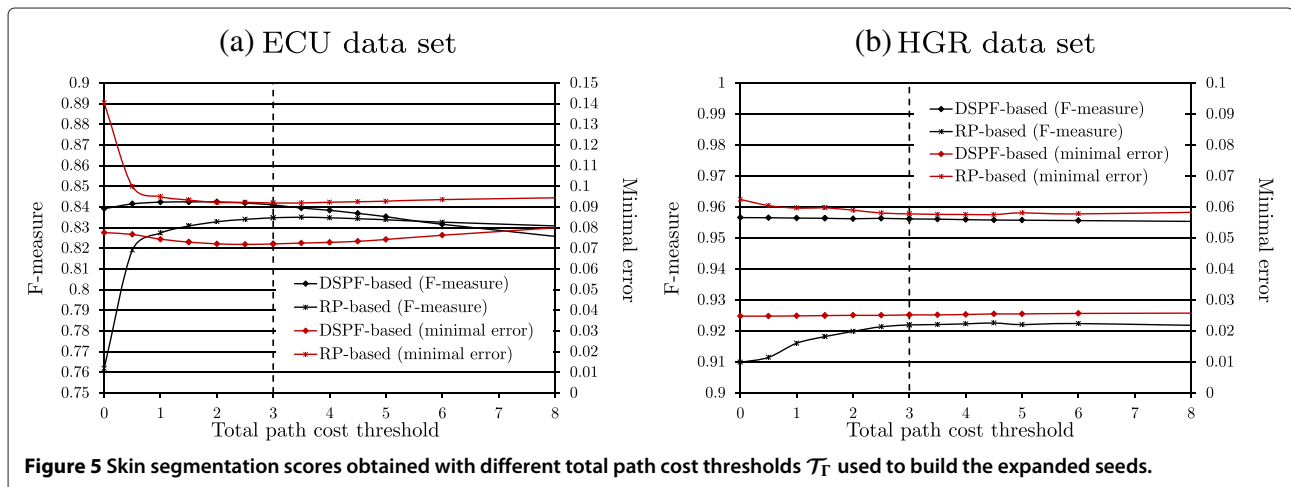 (a) ECU data set
0.9
0.89
0.88
0.87
0.86
0.85
0.84
0.83
0.82
0.81
0.8
0.79
0.78
0.77
0.76
0.75
F-measure
0.15
0.14
0.13
0.12
0.11
0.1
0.09
0.08
0.07
0.06
0.05
0.04
0.03
0.02
0.01
0
Minimal error
DSPF-based (F-measure)
RP-based (F-measure)
DSPF-based (minimal error)
RP-based (minimal error)
0 1 2 3 4 5 6 7 8
Total path cost threshold
(b) HGR data set
1
0.99
0.98
0.97
0.96
0.95
0.94
0.93
0.92
0.91
0.9
F-measure
0.1
0.09
0.08
0.07
0.06
0.05
0.04
0.03
0.02
0.01
0
Minimal error
DSPF-based (F-measure)
RP-based (F-measure)
DSPF-based (minimal error)
RP-based (minimal error)
0 1 2 3 4 5 6 7 8
Total path cost threshold
Figure 5 Skin segmentation scores obtained with different total path cost thresholds 𝒯Γ used to build the expanded seeds.